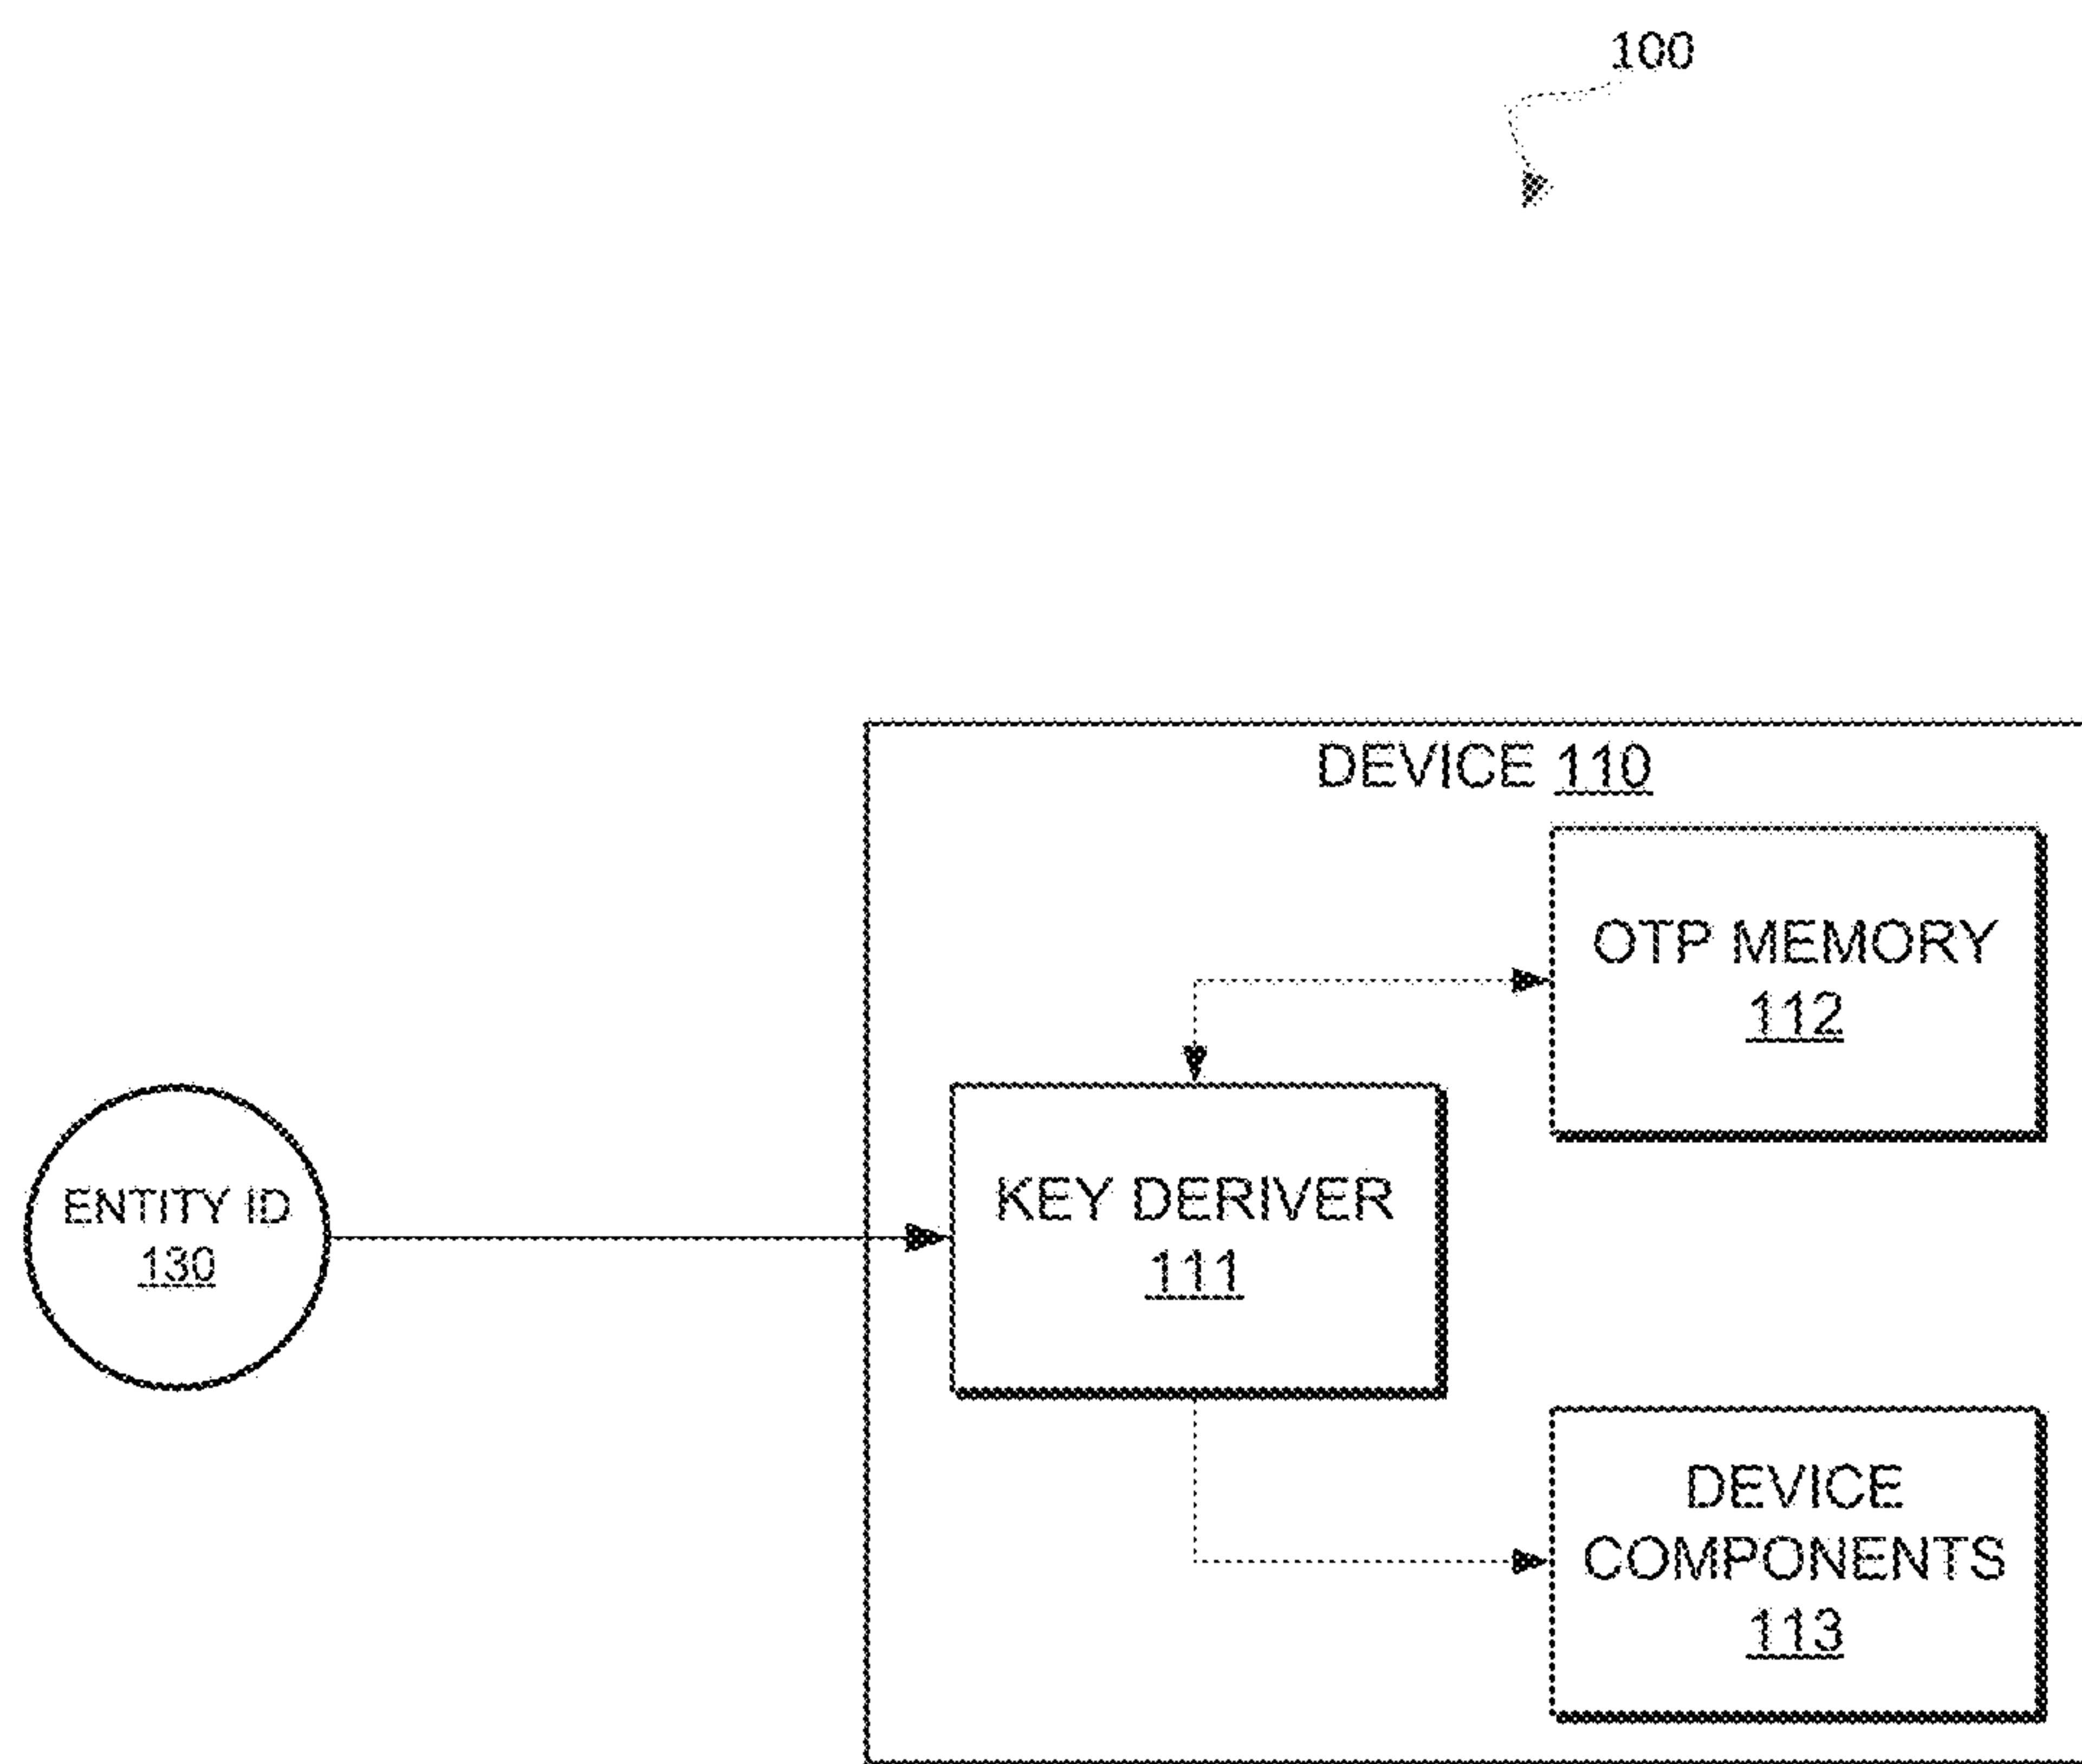 100
DEVICE 110
OTP MEMORY
112
KEY DERIVER
111
ENTITY ID
130
DEVICE
COMPONENTS
113